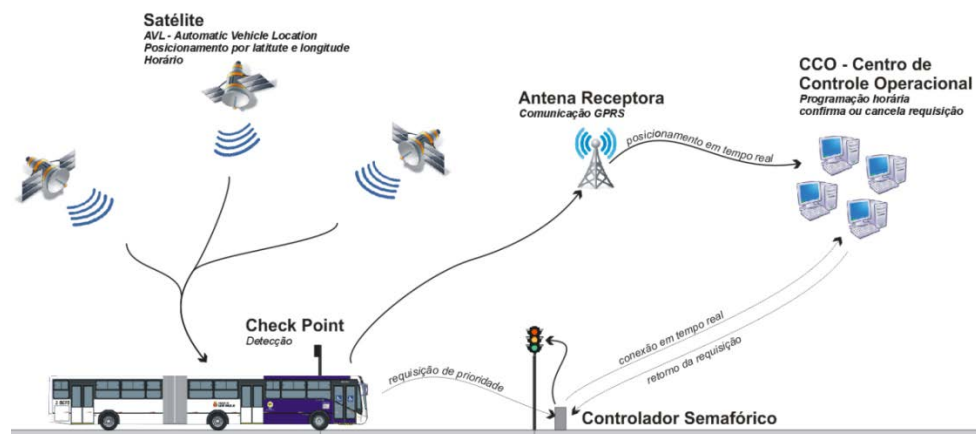 Satélite
AVL - Automatic Vehicle Location
Posicionamento por latitute e longitude
Horário
Antena Receptora
Comunicação GPRS
CCO - Centro de
Controle Operacional
Programação horária
confirma ou cancela requisição
posicionamento em tempo real
Check Point
Detecção
requisição de prioridade
conexão em tempo real
retorno da requisição
Controlador Semafórico